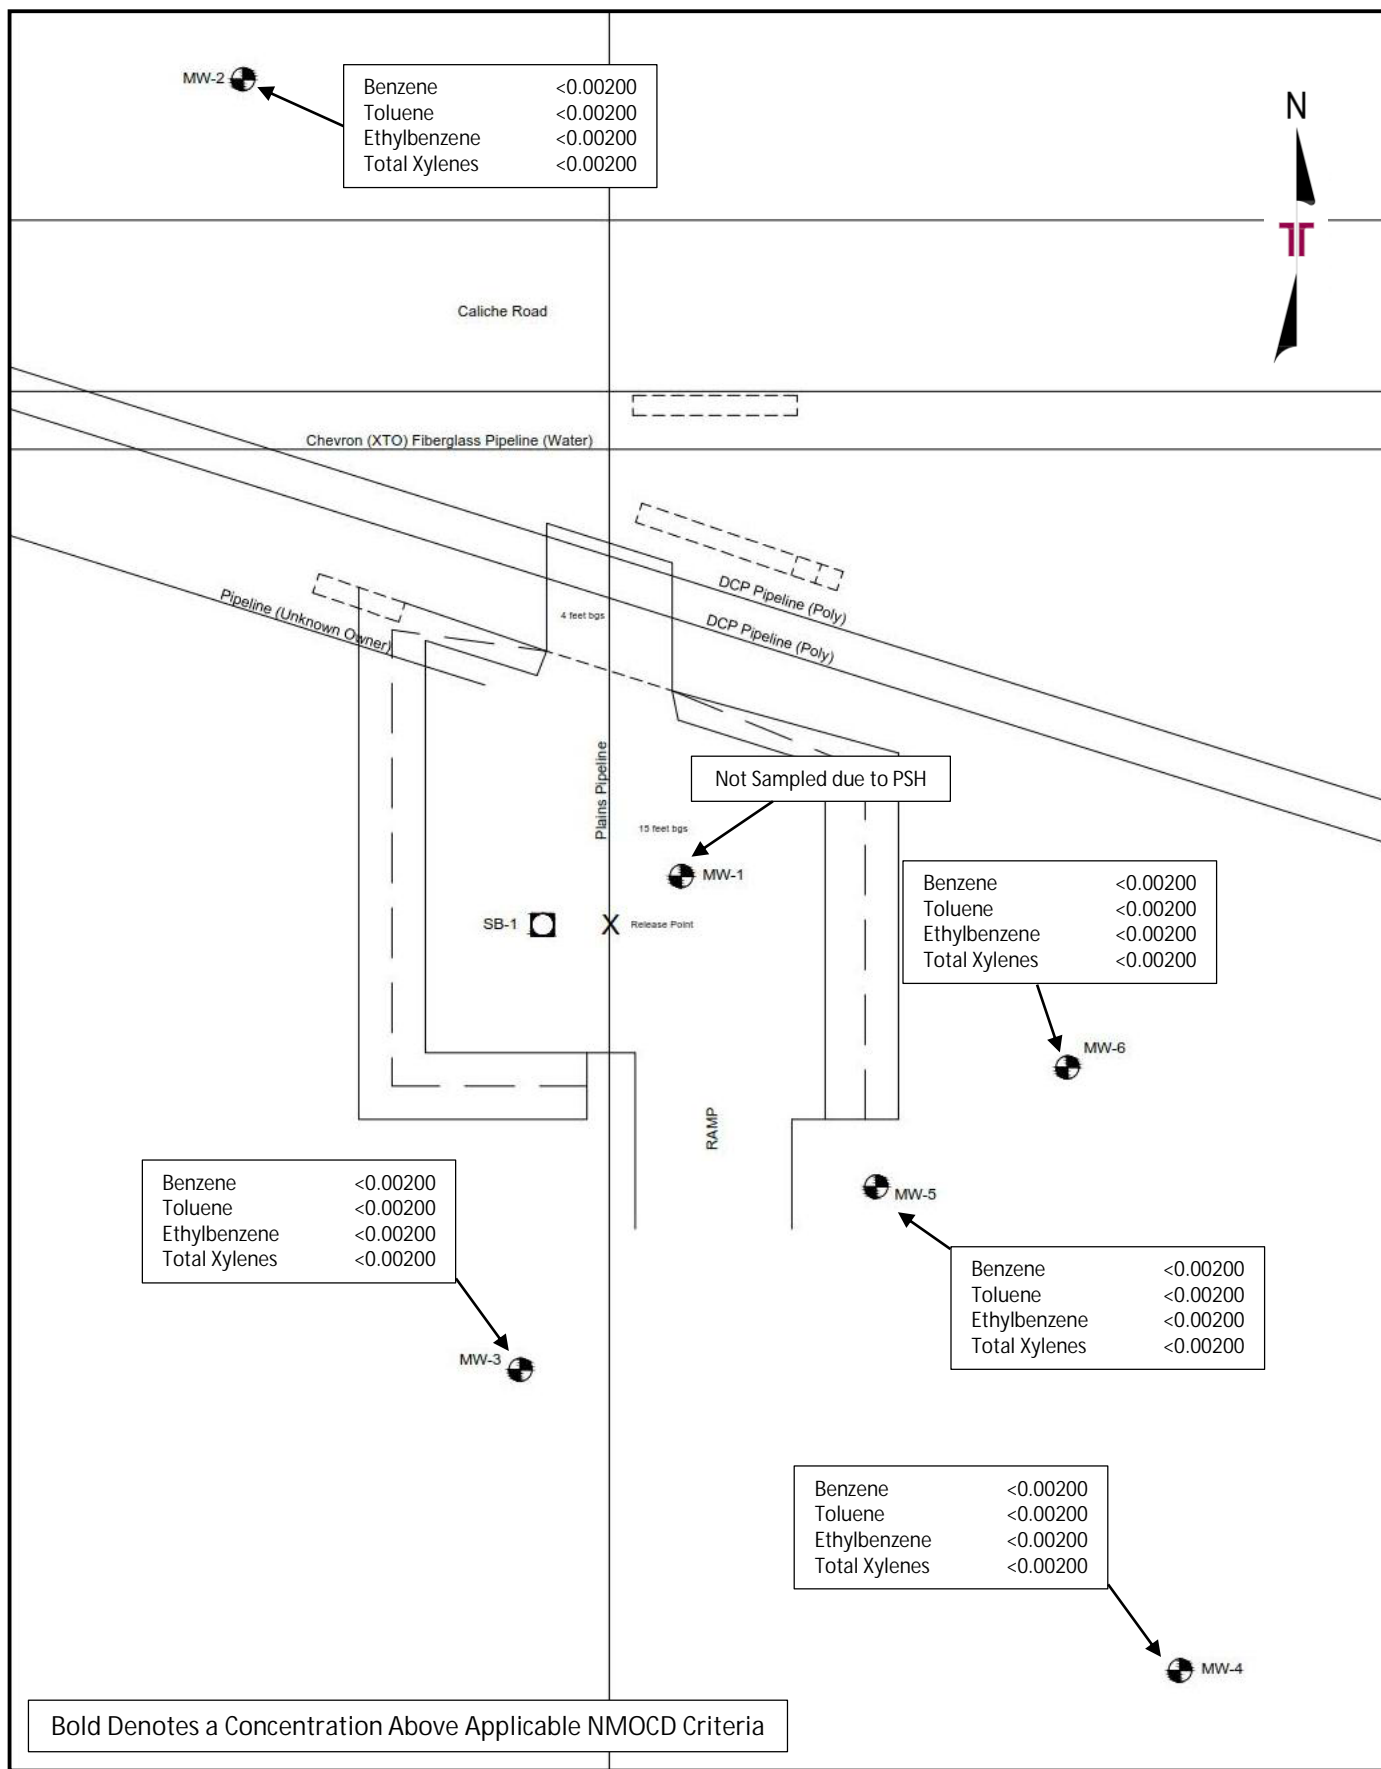 MW-2
Benzene <0.00200
Toluene <0.00200
Ethylbenzene <0.00200
Total Xylenes <0.00200
N
Caliche Road
Chevron (XTO) Fiberglass Pipeline (Water)
DCP Pipeline (Poly)
DCP Pipeline (Poly)
Pipeline (Unknown Owner)
4 feet bgs
Plains Pipeline
Not Sampled due to PSH
15 feet bgs
MW-1
SB-1
X Release Point
Benzene <0.00200
Toluene <0.00200
Ethylbenzene <0.00200
Total Xylenes <0.00200
MW-6
RAMP
Benzene <0.00200
Toluene <0.00200
Ethylbenzene <0.00200
Total Xylenes <0.00200
MW-5
Benzene <0.00200
Toluene <0.00200
Ethylbenzene <0.00200
Total Xylenes <0.00200
MW-3
Benzene <0.00200
Toluene <0.00200
Ethylbenzene <0.00200
Total Xylenes <0.00200
MW-4
Bold Denotes a Concentration Above Applicable NMOCD Criteria